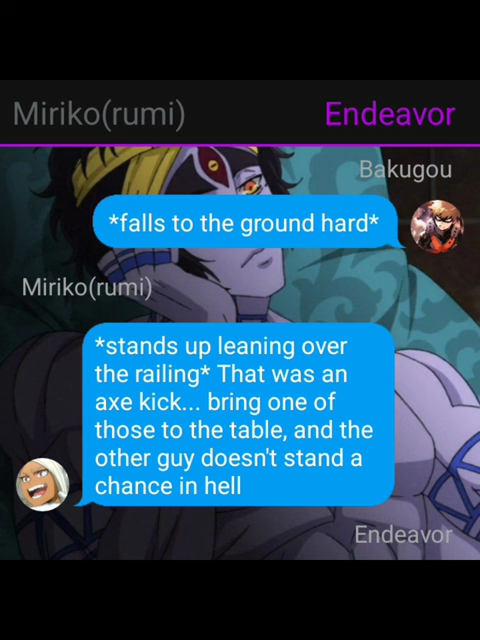 Miriko(rumi) Endeavor
Bakugou
*falls to the ground hard*
Miriko(rumi)
*stands up leaning over
the railing* That was an
axe kick... bring one of
those to the table, and the
other guy doesn't stand a
chance in hell
Endeavor